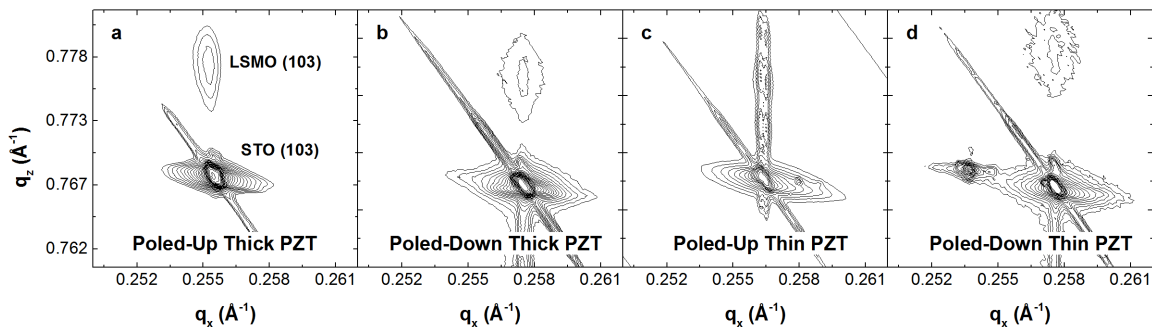 a
b
c
d
0.778
0.773
0.767
0.762
q_z (Å⁻¹)
LSMO (103)
STO (103)
Poled-Up Thick PZT
Poled-Down Thick PZT
Poled-Up Thin PZT
Poled-Down Thin PZT
0.252 0.255 0.258 0.261
0.252 0.255 0.258 0.261
0.252 0.255 0.258 0.261
0.252 0.255 0.258 0.261
q_x (Å⁻¹)
q_x (Å⁻¹)
q_x (Å⁻¹)
q_x (Å⁻¹)